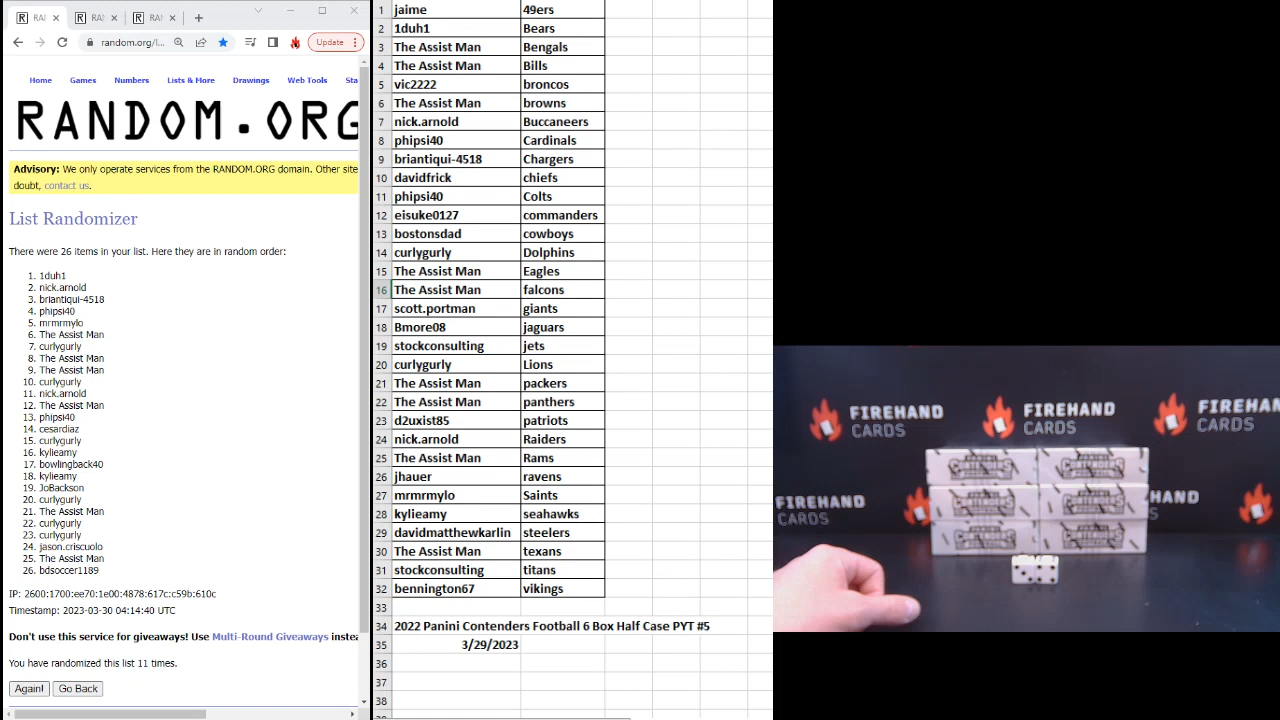 RAI
RAI
RAI
random.org/l...
Update
Home Games Numbers Lists & More Drawings Web Tools Sta
RANDOM.ORG
Advisory: We only operate services from the RANDOM.ORG domain. Other site
doubt, contact us.
List Randomizer
There were 26 items in your list. Here they are in random order:
1. 1duh1
2. nick.arnold
3. briantiqui-4518
4. phipsi40
5. mrmrmylo
6. The Assist Man
7. curlygurly
8. The Assist Man
9. The Assist Man
10. curlygurly
11. nick.arnold
12. The Assist Man
13. phipsi40
14. cesardiaz
15. curlygurly
16. kylieamy
17. bowlingback40
18. kylieamy
19. JoBackson
20. curlygurly
21. The Assist Man
22. curlygurly
23. curlygurly
24. jason.criscuolo
25. The Assist Man
26. bdsoccer1189
IP: 2600:1700:ee70:1e00:4878:617c:c59b:610c
Timestamp: 2023-03-30 04:14:40 UTC
Don't use this service for giveaways! Use Multi-Round Giveaways instea
You have randomized this list 11 times.
Again! Go Back
1 jaime 49ers
2 1duh1 Bears
3 The Assist Man Bengals
4 The Assist Man Bills
5 vic2222 broncos
6 The Assist Man browns
7 nick.arnold Buccaneers
8 phipsi40 Cardinals
9 briantiqui-4518 Chargers
10 davidfrick chiefs
11 phipsi40 Colts
12 eisuke0127 commanders
13 bostonsdad cowboys
14 curlygurly Dolphins
15 The Assist Man Eagles
16 The Assist Man falcons
17 scott.portman giants
18 Bmore08 jaguars
19 stockconsulting jets
20 curlygurly Lions
21 The Assist Man packers
22 The Assist Man panthers
23 d2uxist85 patriots
24 nick.arnold Raiders
25 The Assist Man Rams
26 jhauer ravens
27 mrmrmylo Saints
28 kylieamy seahawks
29 davidmatthewkarlin steelers
30 The Assist Man texans
31 stockconsulting titans
32 bennington67 vikings
33
34 2022 Panini Contenders Football 6 Box Half Case PYT #5
35 3/29/2023
36
37
38
FIREHAND
CARDS
FIREHAND
CARDS
FIREHAND
CARDS
FIREHAND
CARDS
HAND
CONTENDERS
CONTENDERS
CONTENDERS
CONTENDERS
CONTENDERS
CONTENDERS